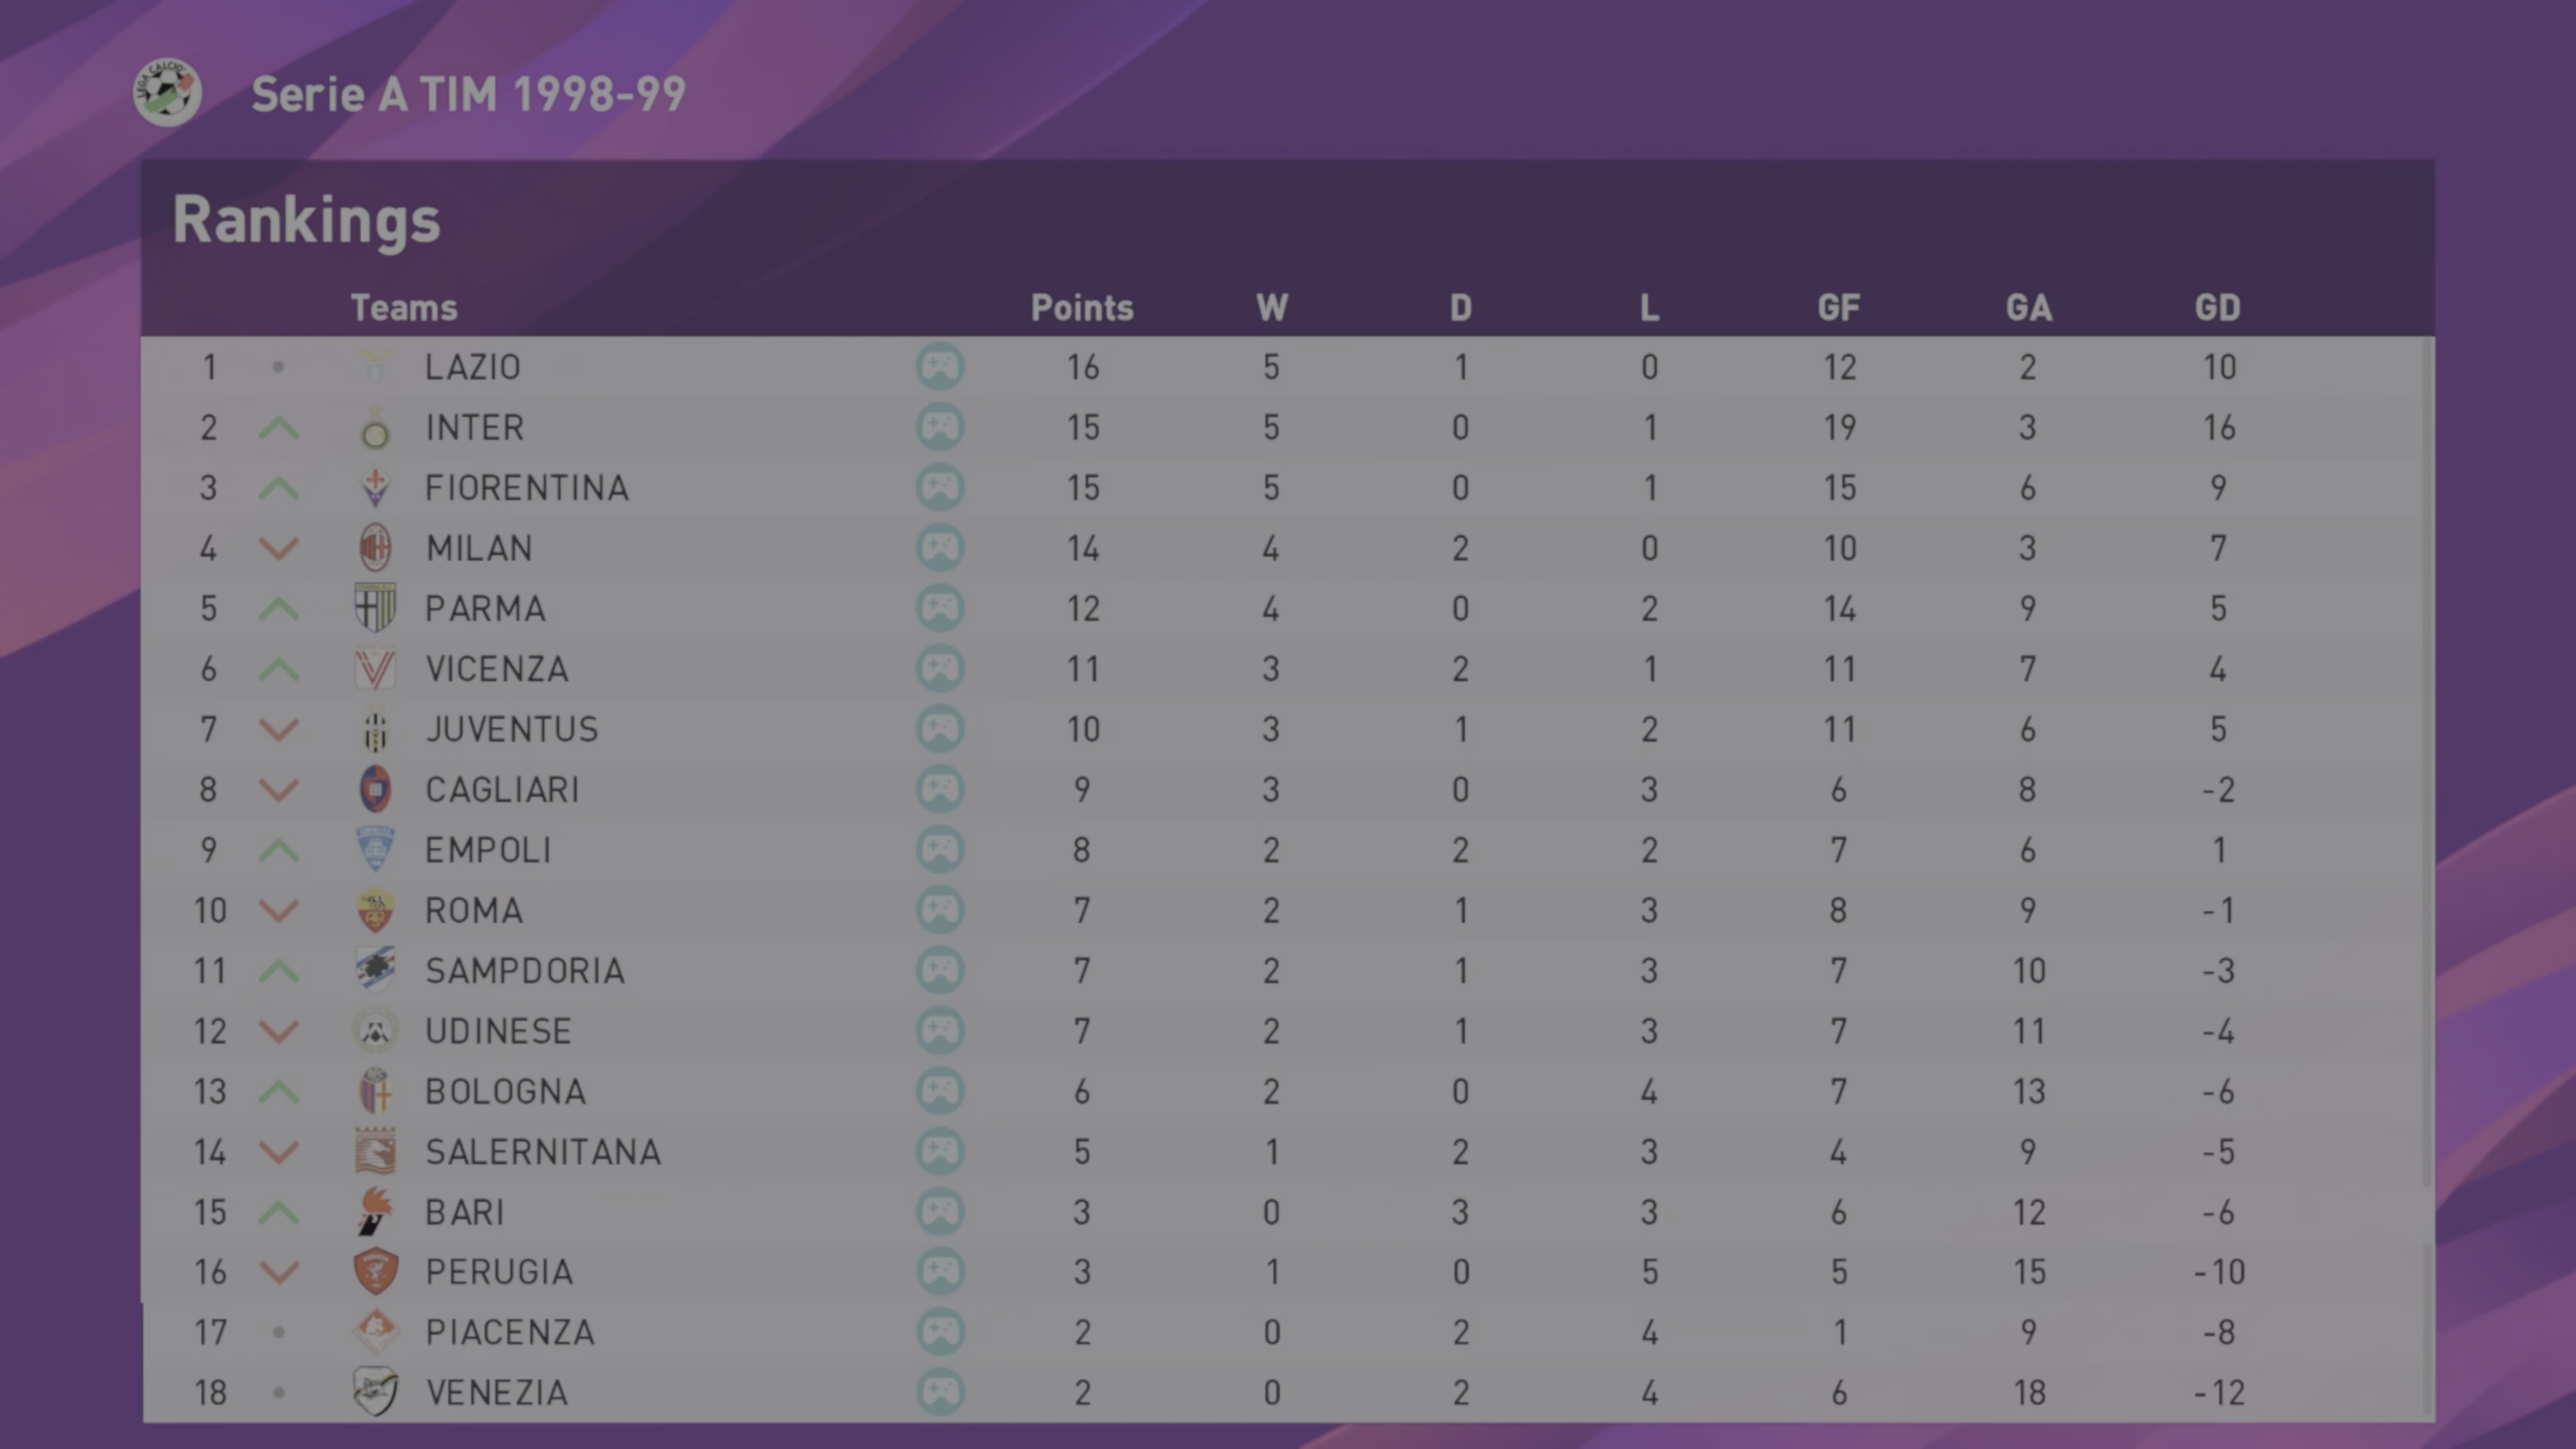 Serie A TIM 1998-99
Rankings
Teams Points W D L GF GA GD
1 LAZIO 16 5 1 0 12 2 10
2 INTER 15 5 0 1 19 3 16
3 FIORENTINA 15 5 0 1 15 6 9
4 MILAN 14 4 2 0 10 3 7
5 PARMA 12 4 0 2 14 9 5
6 VICENZA 11 3 2 1 11 7 4
7 JUVENTUS 10 3 1 2 11 6 5
8 CAGLIARI 9 3 0 3 6 8 -2
9 EMPOLI 8 2 2 2 7 6 1
10 ROMA 7 2 1 3 8 9 -1
11 SAMPDORIA 7 2 1 3 7 10 -3
12 UDINESE 7 2 1 3 7 11 -4
13 BOLOGNA 6 2 0 4 7 13 -6
14 SALERNITANA 5 1 2 3 4 9 -5
15 BARI 3 0 3 3 6 12 -6
16 PERUGIA 3 1 0 5 5 15 -10
17 PIACENZA 2 0 2 4 1 9 -8
18 VENEZIA 2 0 2 4 6 18 -12